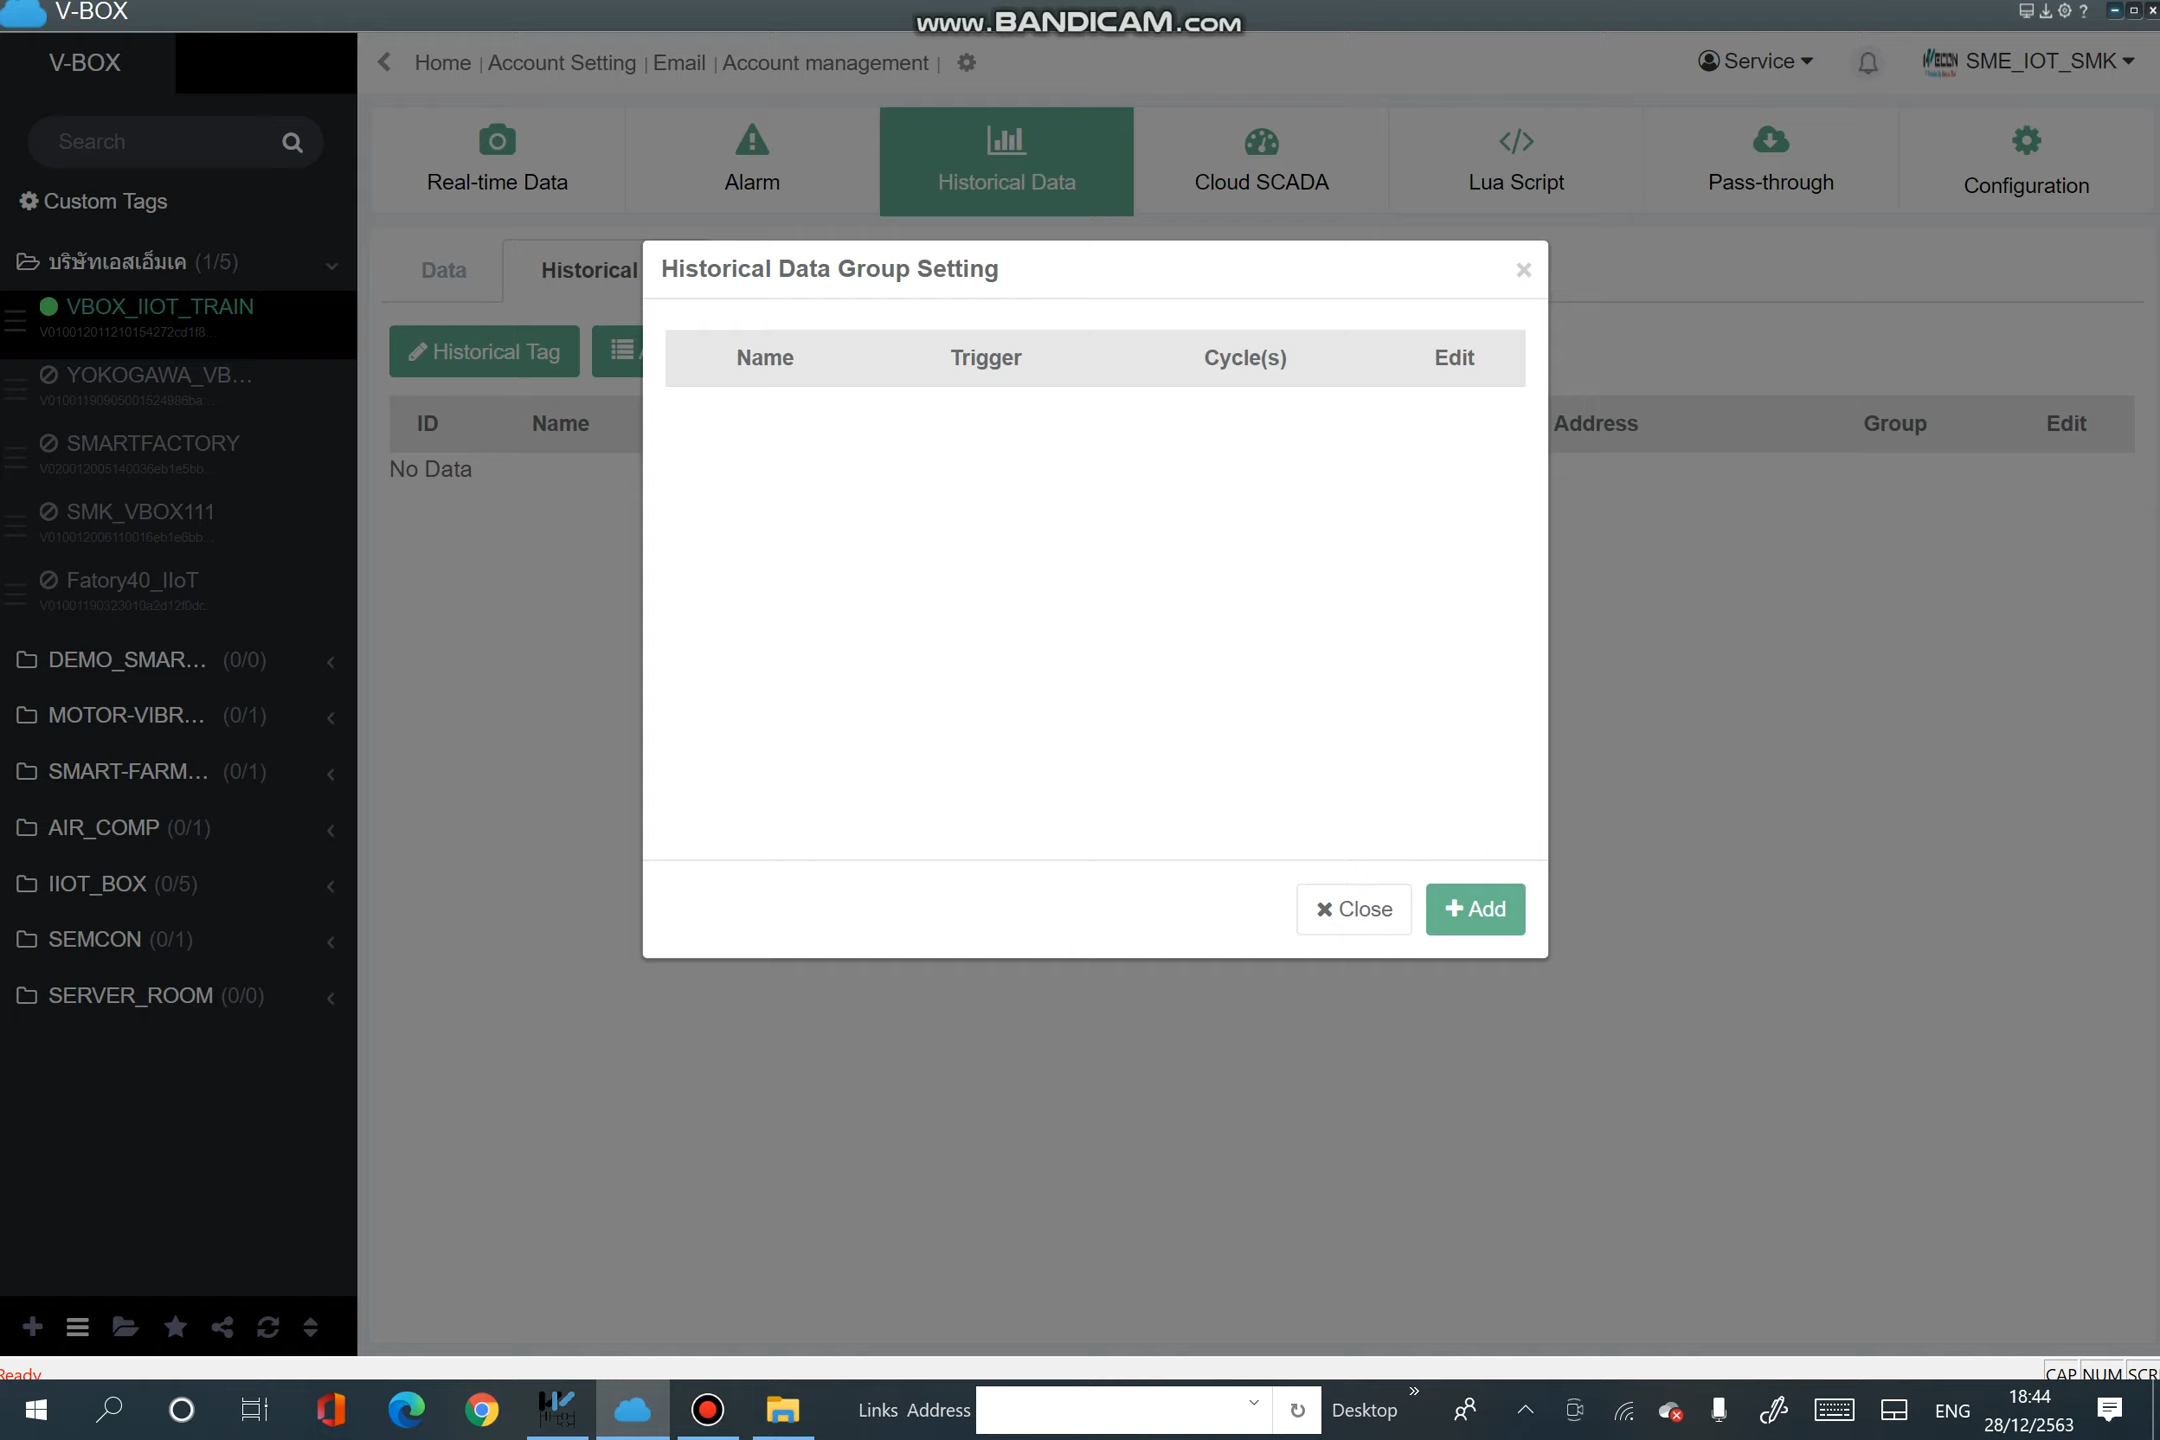 V-BOX
www.BANDICAM.com
V-BOX
Home | Account Setting | Email | Account management |
Service
WECON
SME_IOT_SMK
Search
Custom Tags
Real-time Data
Alarm
Historical Data
Cloud SCADA
Lua Script
Pass-through
Configuration
บริษัทเอสเอ็มเค (1/5)
VBOX_IIOT_TRAIN
V010012011210154272cd1f8...
YOKOGAWA_VB...
SMARTFACTORY
SMK_VBOX111
Fatory40_IIoT
DEMO_SMAR... (0/0)
MOTOR-VIBR... (0/1)
SMART-FARM... (0/1)
AIR_COMP (0/1)
IIOT_BOX (0/5)
SEMCON (0/1)
SERVER_ROOM (0/0)
Data
Historical
Historical Tag
ID Name Address Group Edit
No Data
Historical Data Group Setting
Name Trigger Cycle(s) Edit
Close
Add
Ready
CAP NUM SCR
Links Address
Desktop
ENG
18:44
28/12/2563